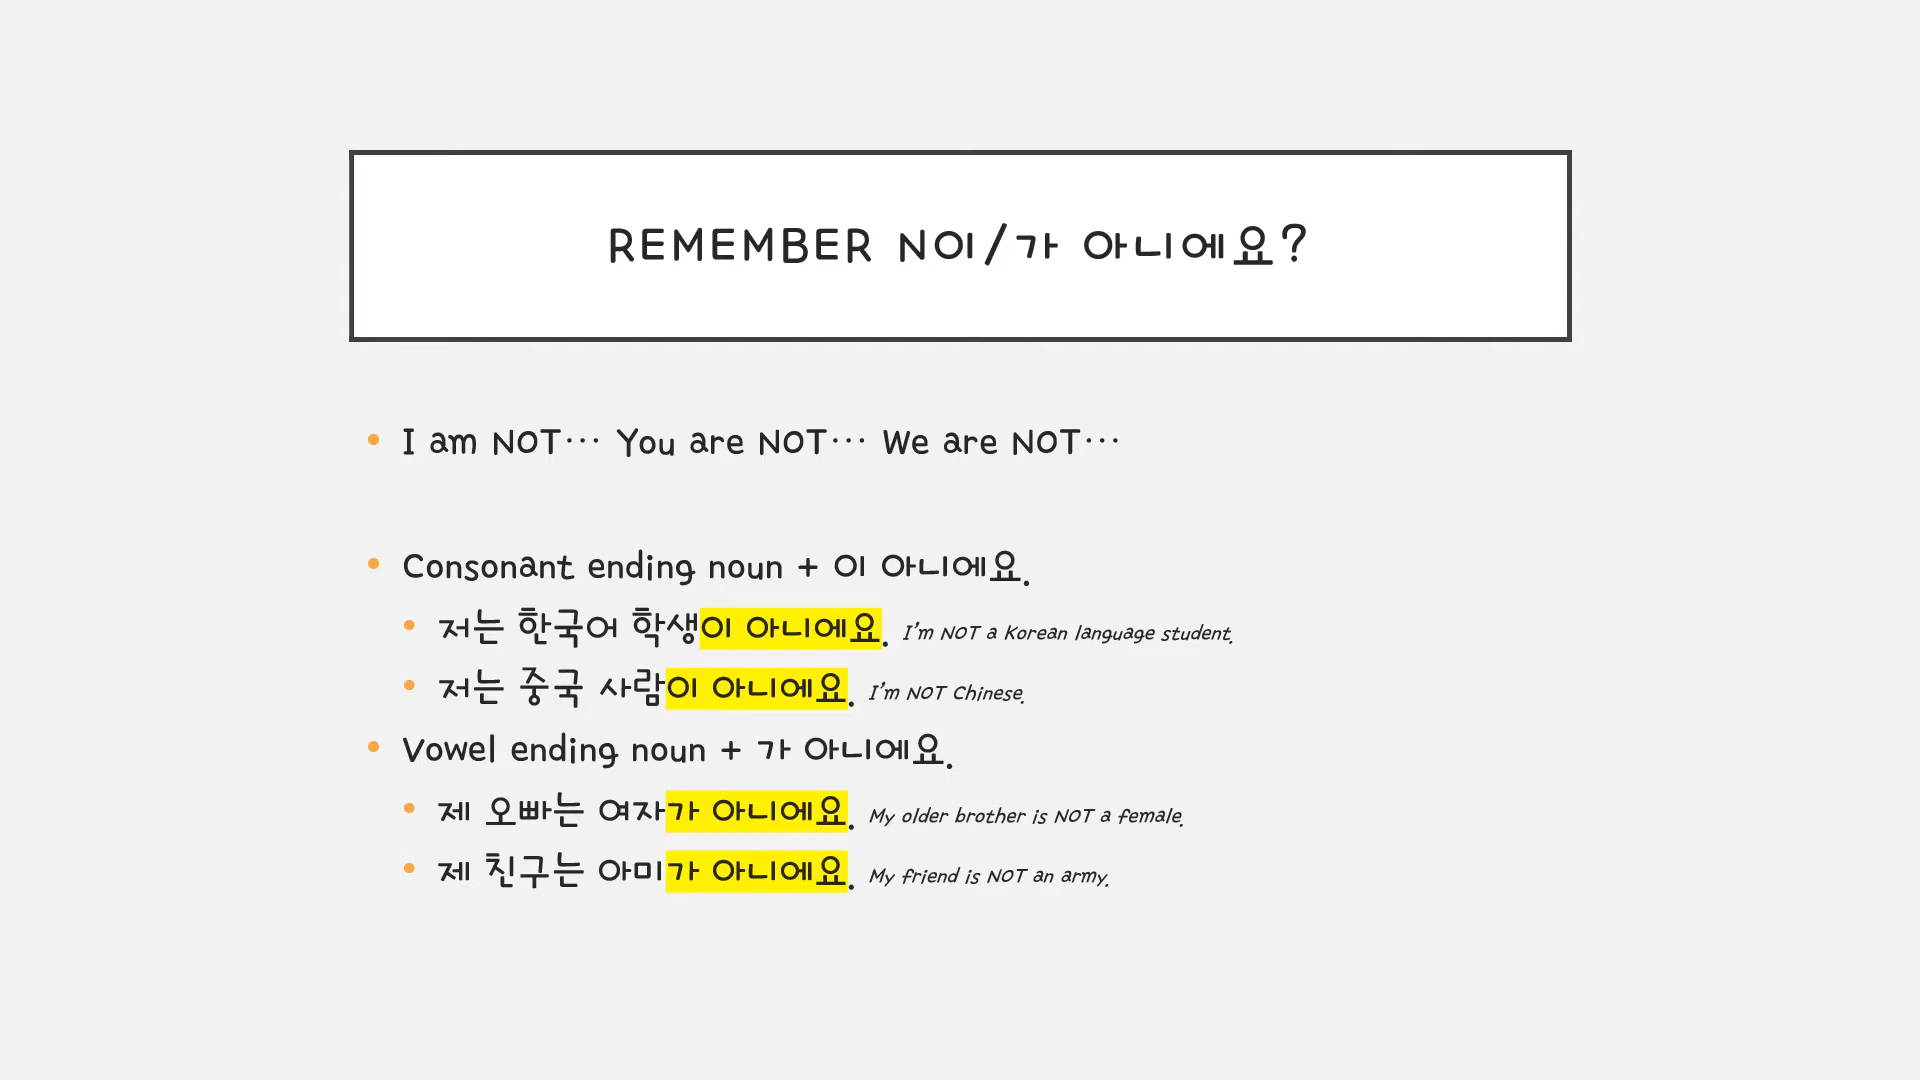 REMEMBER N이/가 아니에요?
• I am NOT… You are NOT… We are NOT…
• Consonant ending noun + 이 아니에요.
• 저는 한국어 학생이 아니에요. I'm NOT a Korean language student.
• 저는 중국 사람이 아니에요. I'm NOT Chinese.
• Vowel ending noun + 가 아니에요.
• 제 오빠는 여자가 아니에요. My older brother is NOT a female.
• 제 친구는 아미가 아니에요. My friend is NOT an army.